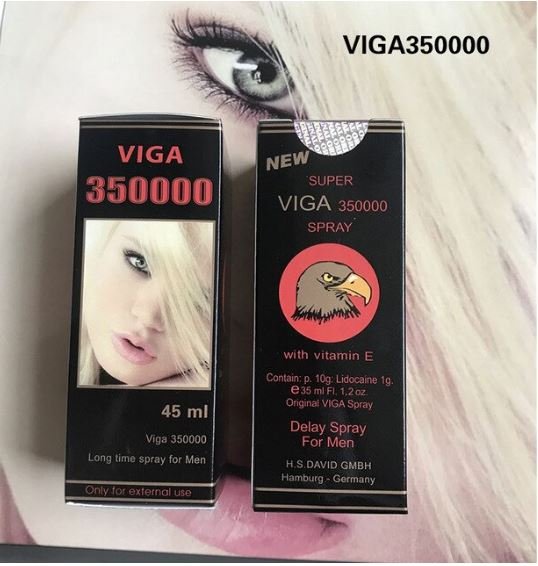 VIGA350000
VIGA
350000
45 ml
Viga 350000
Long time spray for Men
Only for external use
NEW
SUPER
VIGA 350000
SPRAY
with vitamin E
Contain: p. 10g: Lidocaine 1g.
e 35 ml Fl. 1,2 oz.
Original VIGA Spray
Delay Spray
For Men
H.S.DAVID GMBH
Hamburg - Germany